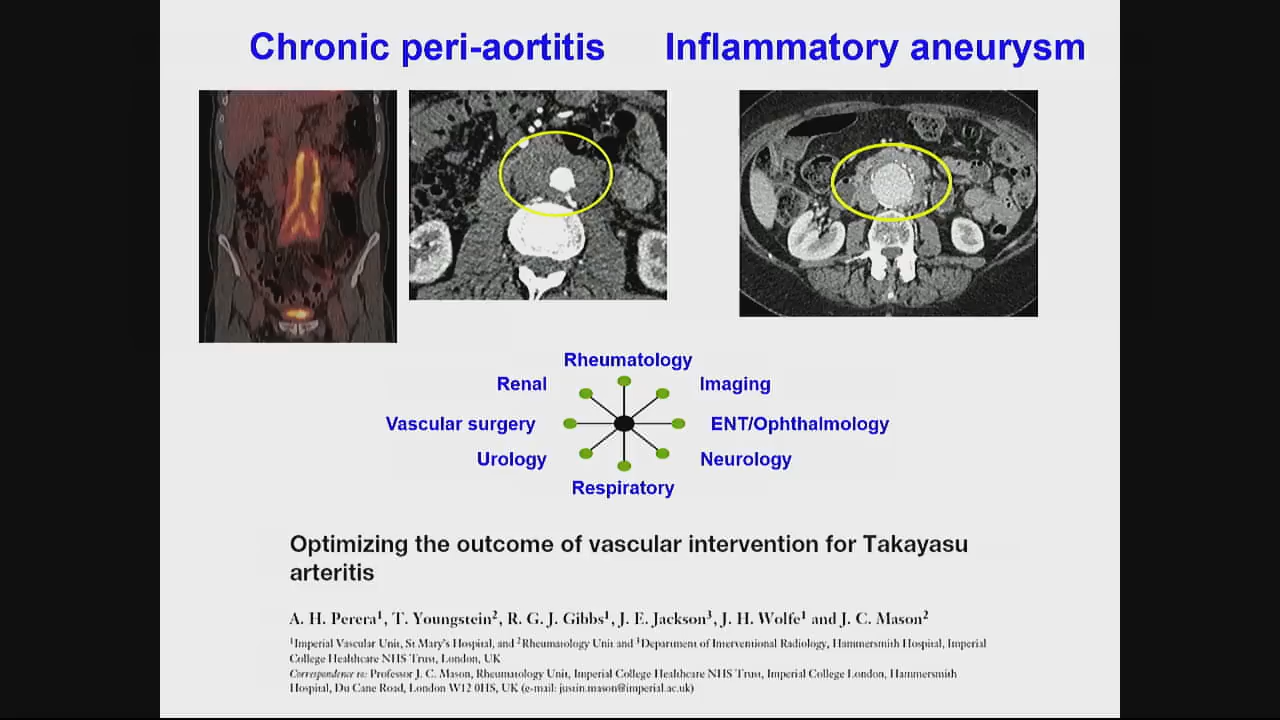 Chronic peri-aortitis
Inflammatory aneurysm
Rheumatology
Renal
Imaging
Vascular surgery
ENT/Ophthalmology
Urology
Neurology
Respiratory
Optimizing the outcome of vascular intervention for Takayasu
arteritis
A. H. Perera1, T. Youngstein2, R. G. J. Gibbs1, J. E. Jackson3, J. H. Wolfe1 and J. C. Mason2
1Imperial Vascular Unit, St Mary's Hospital, and 2Rheumatology Unit and 3Department of Interventional Radiology, Hammersmith Hospital, Imperial
College Healthcare NHS Trust, London, UK
Correspondence to: Professor J. C. Mason, Rheumatology Unit, Imperial College Healthcare NHS Trust, Imperial College London, Hammersmith
Hospital, Du Cane Road, London W12 0HS, UK (e-mail: justin.mason@imperial.ac.uk)